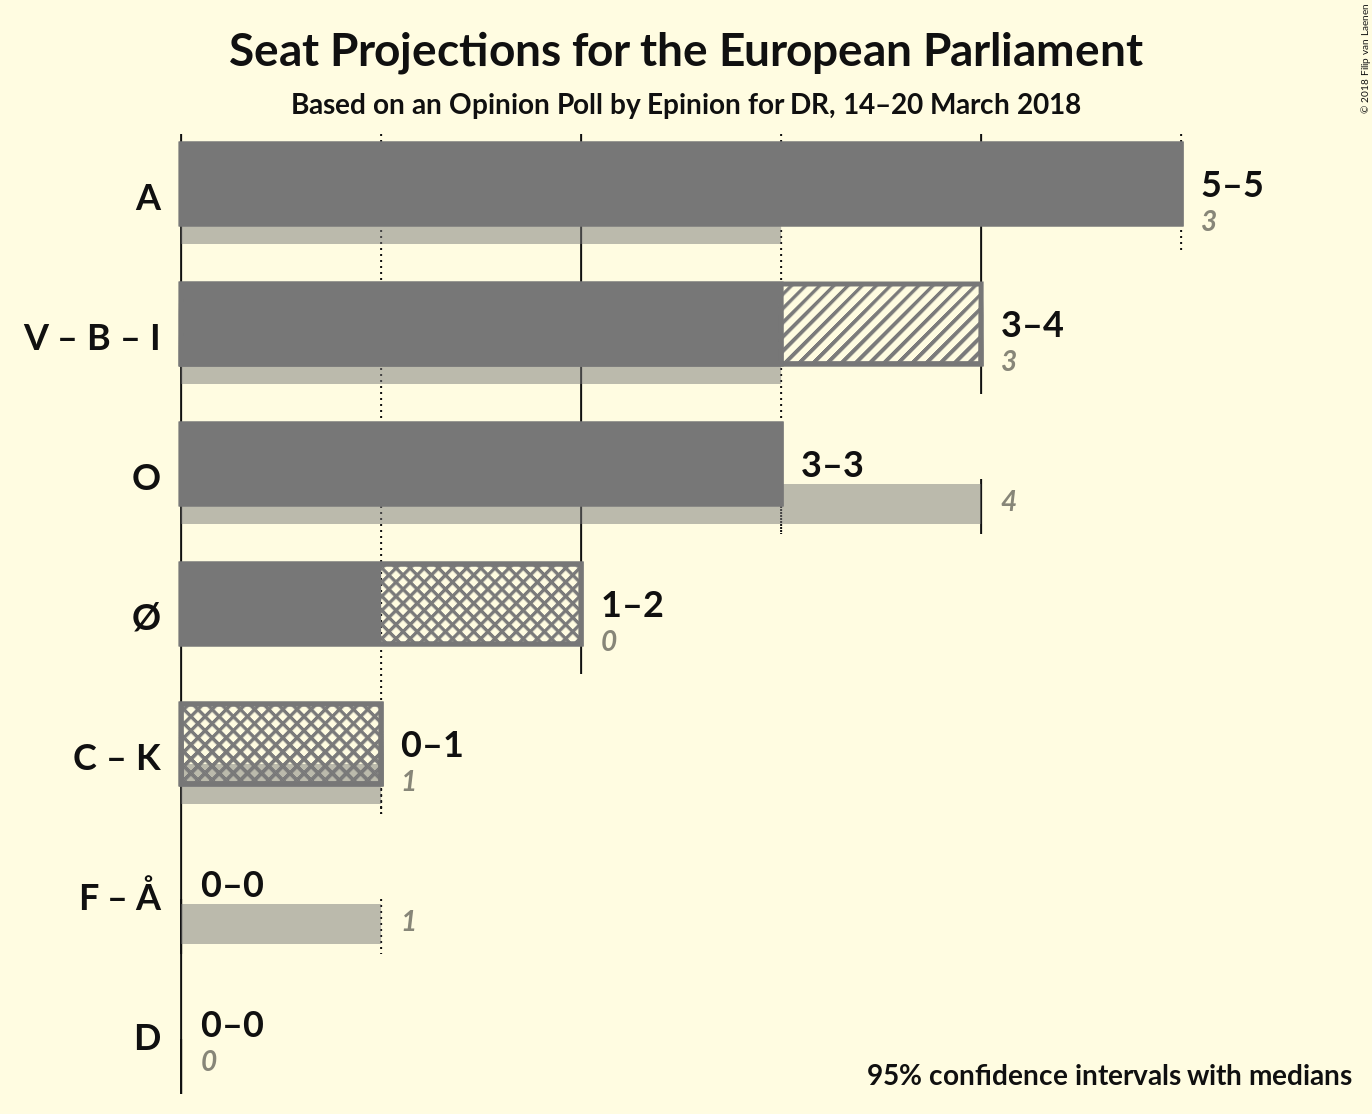 Seat Projections for the European Parliament
Based on an Opinion Poll by Epinion for DR, 14–20 March 2018
© 2018 Filip van Laenen
A
5–5
3
V – B – I
3–4
3
O
3–3
4
Ø
1–2
0
C – K
0–1
1
F – Å
0–0
1
D
0–0
0
95% confidence intervals with medians